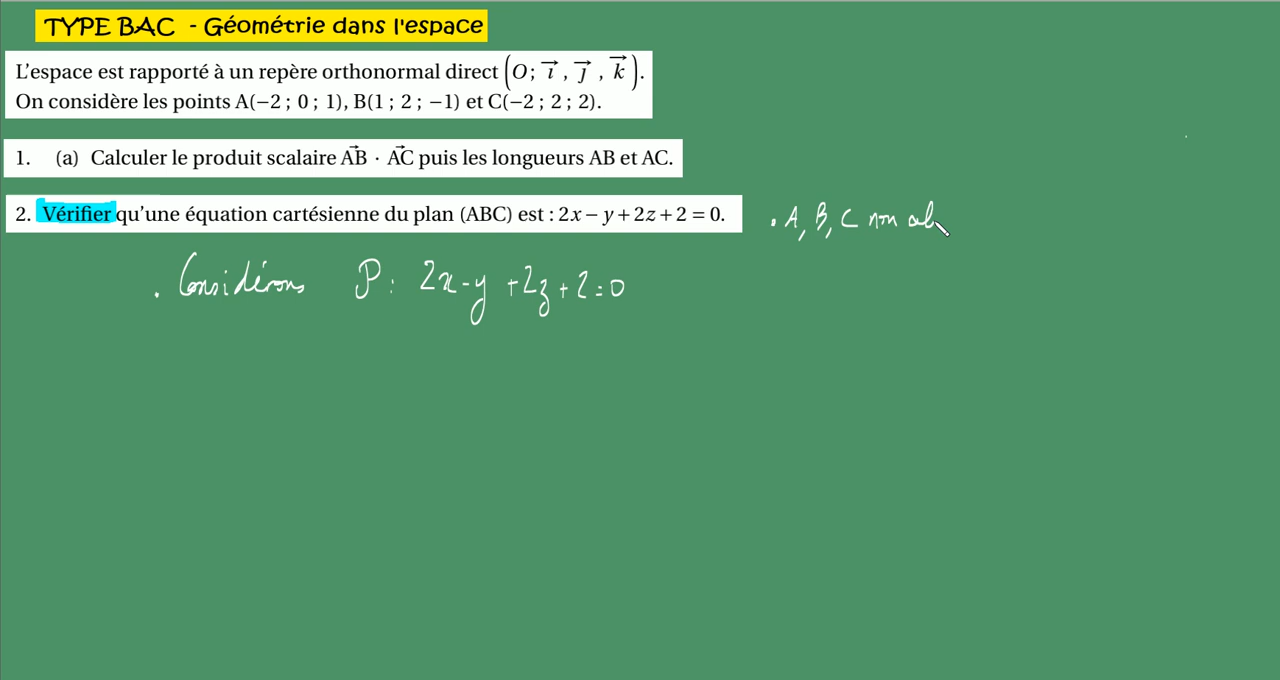 TYPE BAC - Géométrie dans l'espace
L'espace est rapporté à un repère orthonormal direct (O; i⃗, j⃗, k⃗).
On considère les points A(−2 ; 0 ; 1), B(1 ; 2 ; −1) et C(−2 ; 2 ; 2).
1. (a) Calculer le produit scalaire A⃗B · A⃗C puis les longueurs AB et AC.
2. Vérifier qu'une équation cartésienne du plan (ABC) est : 2x − y + 2z + 2 = 0.
. A, B, C non al
. Considérons P : 2x - y + 2z + 2 = 0